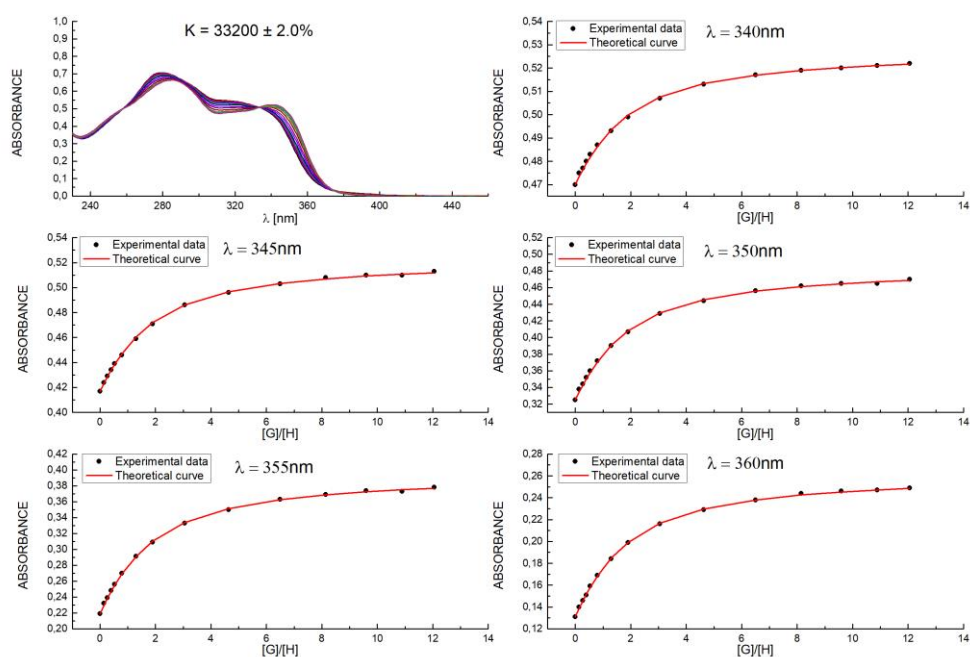 K = 33200 ± 2.0%
ABSORBANCE
1,0
0,9
0,8
0,7
0,6
0,5
0,4
0,3
0,2
0,1
0,0
240 280 320 360 400 440
λ [nm]
Experimental data
Theoretical curve
λ = 340nm
ABSORBANCE
0,54
0,53
0,52
0,51
0,50
0,49
0,48
0,47
0 2 4 6 8 10 12 14
[G]/[H]
Experimental data
Theoretical curve
λ = 345nm
ABSORBANCE
0,54
0,50
0,48
0,46
0,44
0,42
0,40
0 2 4 6 8 10 12 14
[G]/[H]
Experimental data
Theoretical curve
λ = 350nm
ABSORBANCE
0,52
0,48
0,46
0,44
0,42
0,40
0,38
0,36
0,34
0,32
0 2 4 6 8 10 12 14
[G]/[H]
Experimental data
Theoretical curve
λ = 355nm
ABSORBANCE
0,42
0,40
0,38
0,36
0,34
0,32
0,30
0,28
0,26
0,24
0,22
0,20
0 2 4 6 8 10 12 14
[G]/[H]
Experimental data
Theoretical curve
λ = 360nm
ABSORBANCE
0,28
0,26
0,24
0,22
0,20
0,18
0,16
0,14
0,12
0 2 4 6 8 10 12 14
[G]/[H]